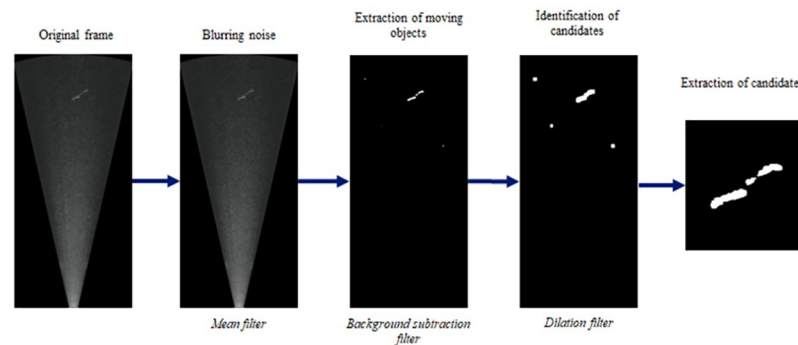 Original frame
Blurring noise
Extraction of moving
objects
Identification of
candidates
Extraction of candidate
Mean filter
Background subtraction
filter
Dilation filter